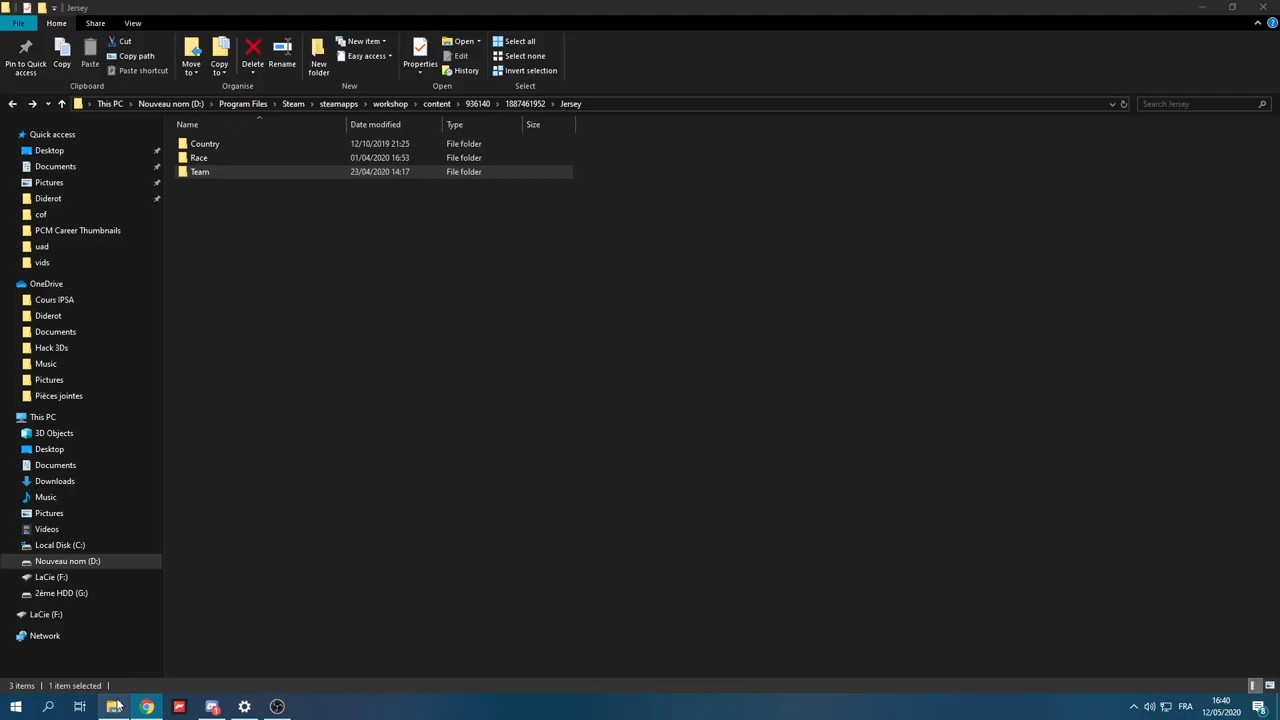 Jersey
File Home Share View
Pin to Quick access
Copy
Paste
Cut
Copy path
Paste shortcut
Clipboard
Move to
Copy to
Delete
Rename
Organise
New folder
New item
Easy access
New
Properties
Open
Edit
History
Open
Select all
Select none
Invert selection
Select
This PC > Nouveau nom (D:) > Program Files > Steam > steamapps > workshop > content > 936140 > 1887461952 > Jersey
Search Jersey
Name Date modified Type Size
Country 12/10/2019 21:25 File folder
Race 01/04/2020 16:53 File folder
Team 23/04/2020 14:17 File folder
Quick access
Desktop
Documents
Pictures
Diderot
cof
PCM Career Thumbnails
uad
vids
OneDrive
Cours IPSA
Diderot
Documents
Hack 3Ds
Music
Pictures
Pièces jointes
This PC
3D Objects
Desktop
Documents
Downloads
Music
Pictures
Videos
Local Disk (C:)
Nouveau nom (D:)
LaCie (F:)
2ème HDD (G:)
LaCie (F:)
Network
3 items 1 item selected
FRA
16:40
12/05/2020